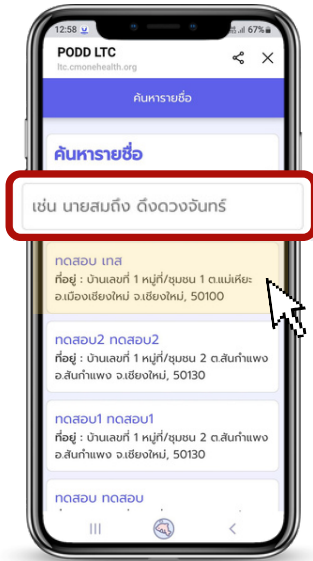 12:58
67%
PODD LTC
ltc.cmonehealth.org
ค้นหารายชื่อ
ค้นหารายชื่อ
เช่น นายสมถึง ดึงดวงจันทร์
ทดสอบ เทส
ที่อยู่ : บ้านเลขที่ 1 หมู่ที่/ชุมชน 1 ต.แม่เหียะ
อ.เมืองเชียงใหม่ จ.เชียงใหม่, 50100
ทดสอบ2 ทดสอบ2
ที่อยู่ : บ้านเลขที่ 1 หมู่ที่/ชุมชน 2 ต.สันกำแพง
อ.สันกำแพง จ.เชียงใหม่, 50130
ทดสอบ1 ทดสอบ1
ที่อยู่ : บ้านเลขที่ 1 หมู่ที่/ชุมชน 2 ต.สันกำแพง
อ.สันกำแพง จ.เชียงใหม่, 50130
ทดสอบ ทดสอบ